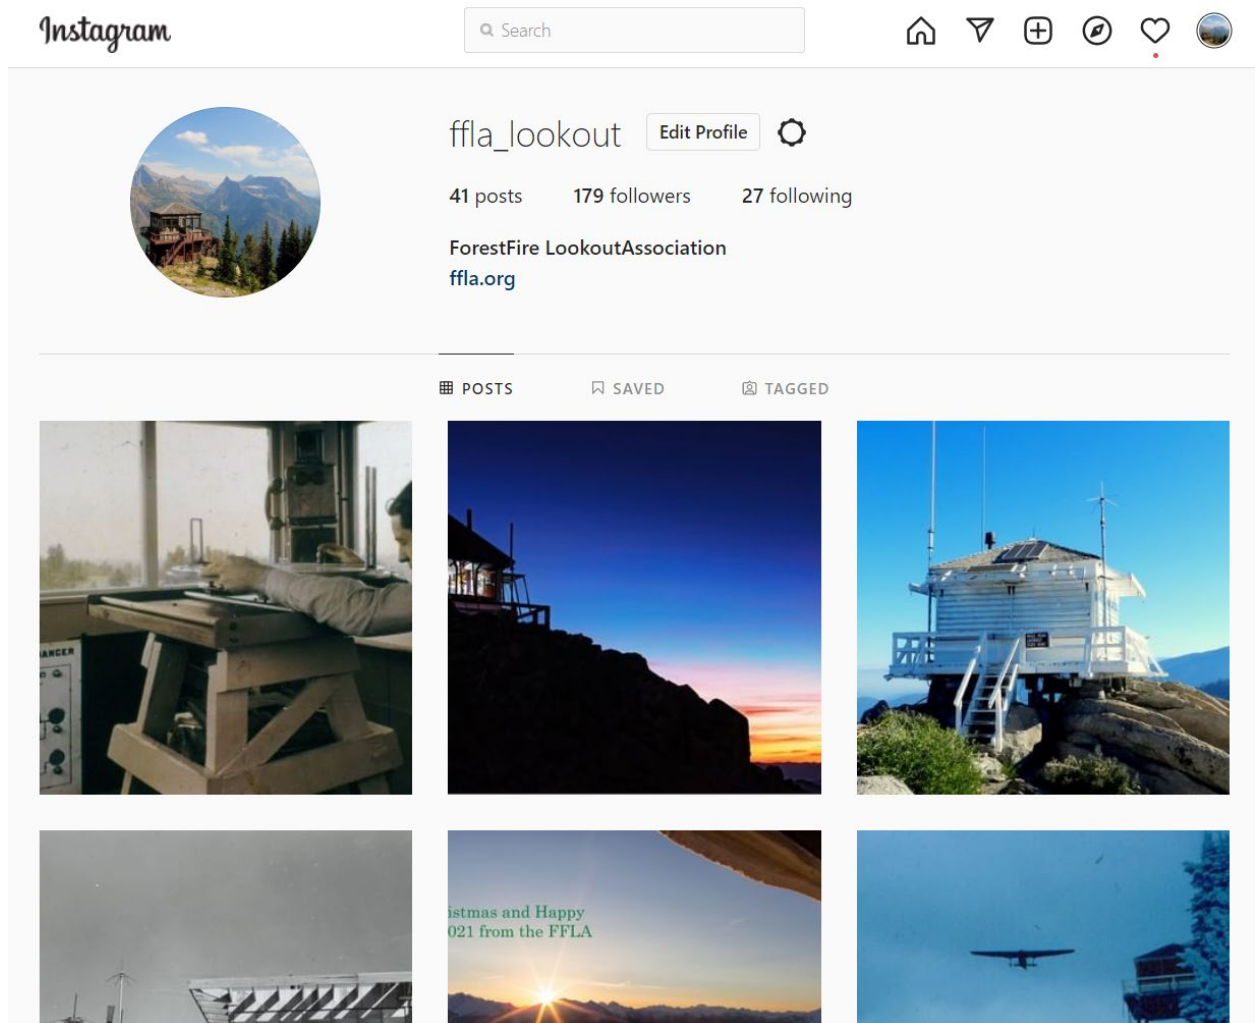 Instagram
Search
ffla_lookout Edit Profile
41 posts 179 followers 27 following
ForestFire LookoutAssociation
ffla.org
POSTS SAVED TAGGED
ANGER
istmas and Happy
021 from the FFLA